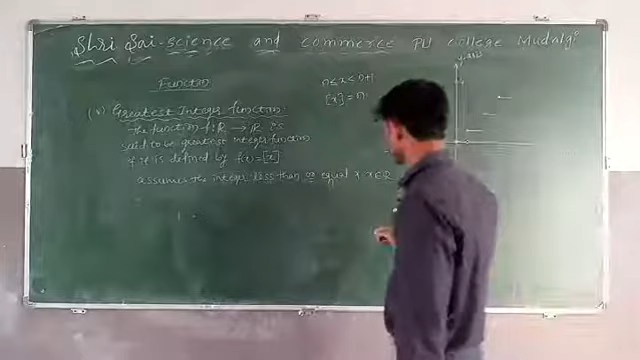 Shri Sai Science and commerce PU college Mudalgi
Function
n≤x<n+1
[x]=n
(v) Greatest Integer function:
The function f:R→R is
said to be greatest integer function
if it is defined by f(x)=[x]
assumes the integer less than or equal x x∈R